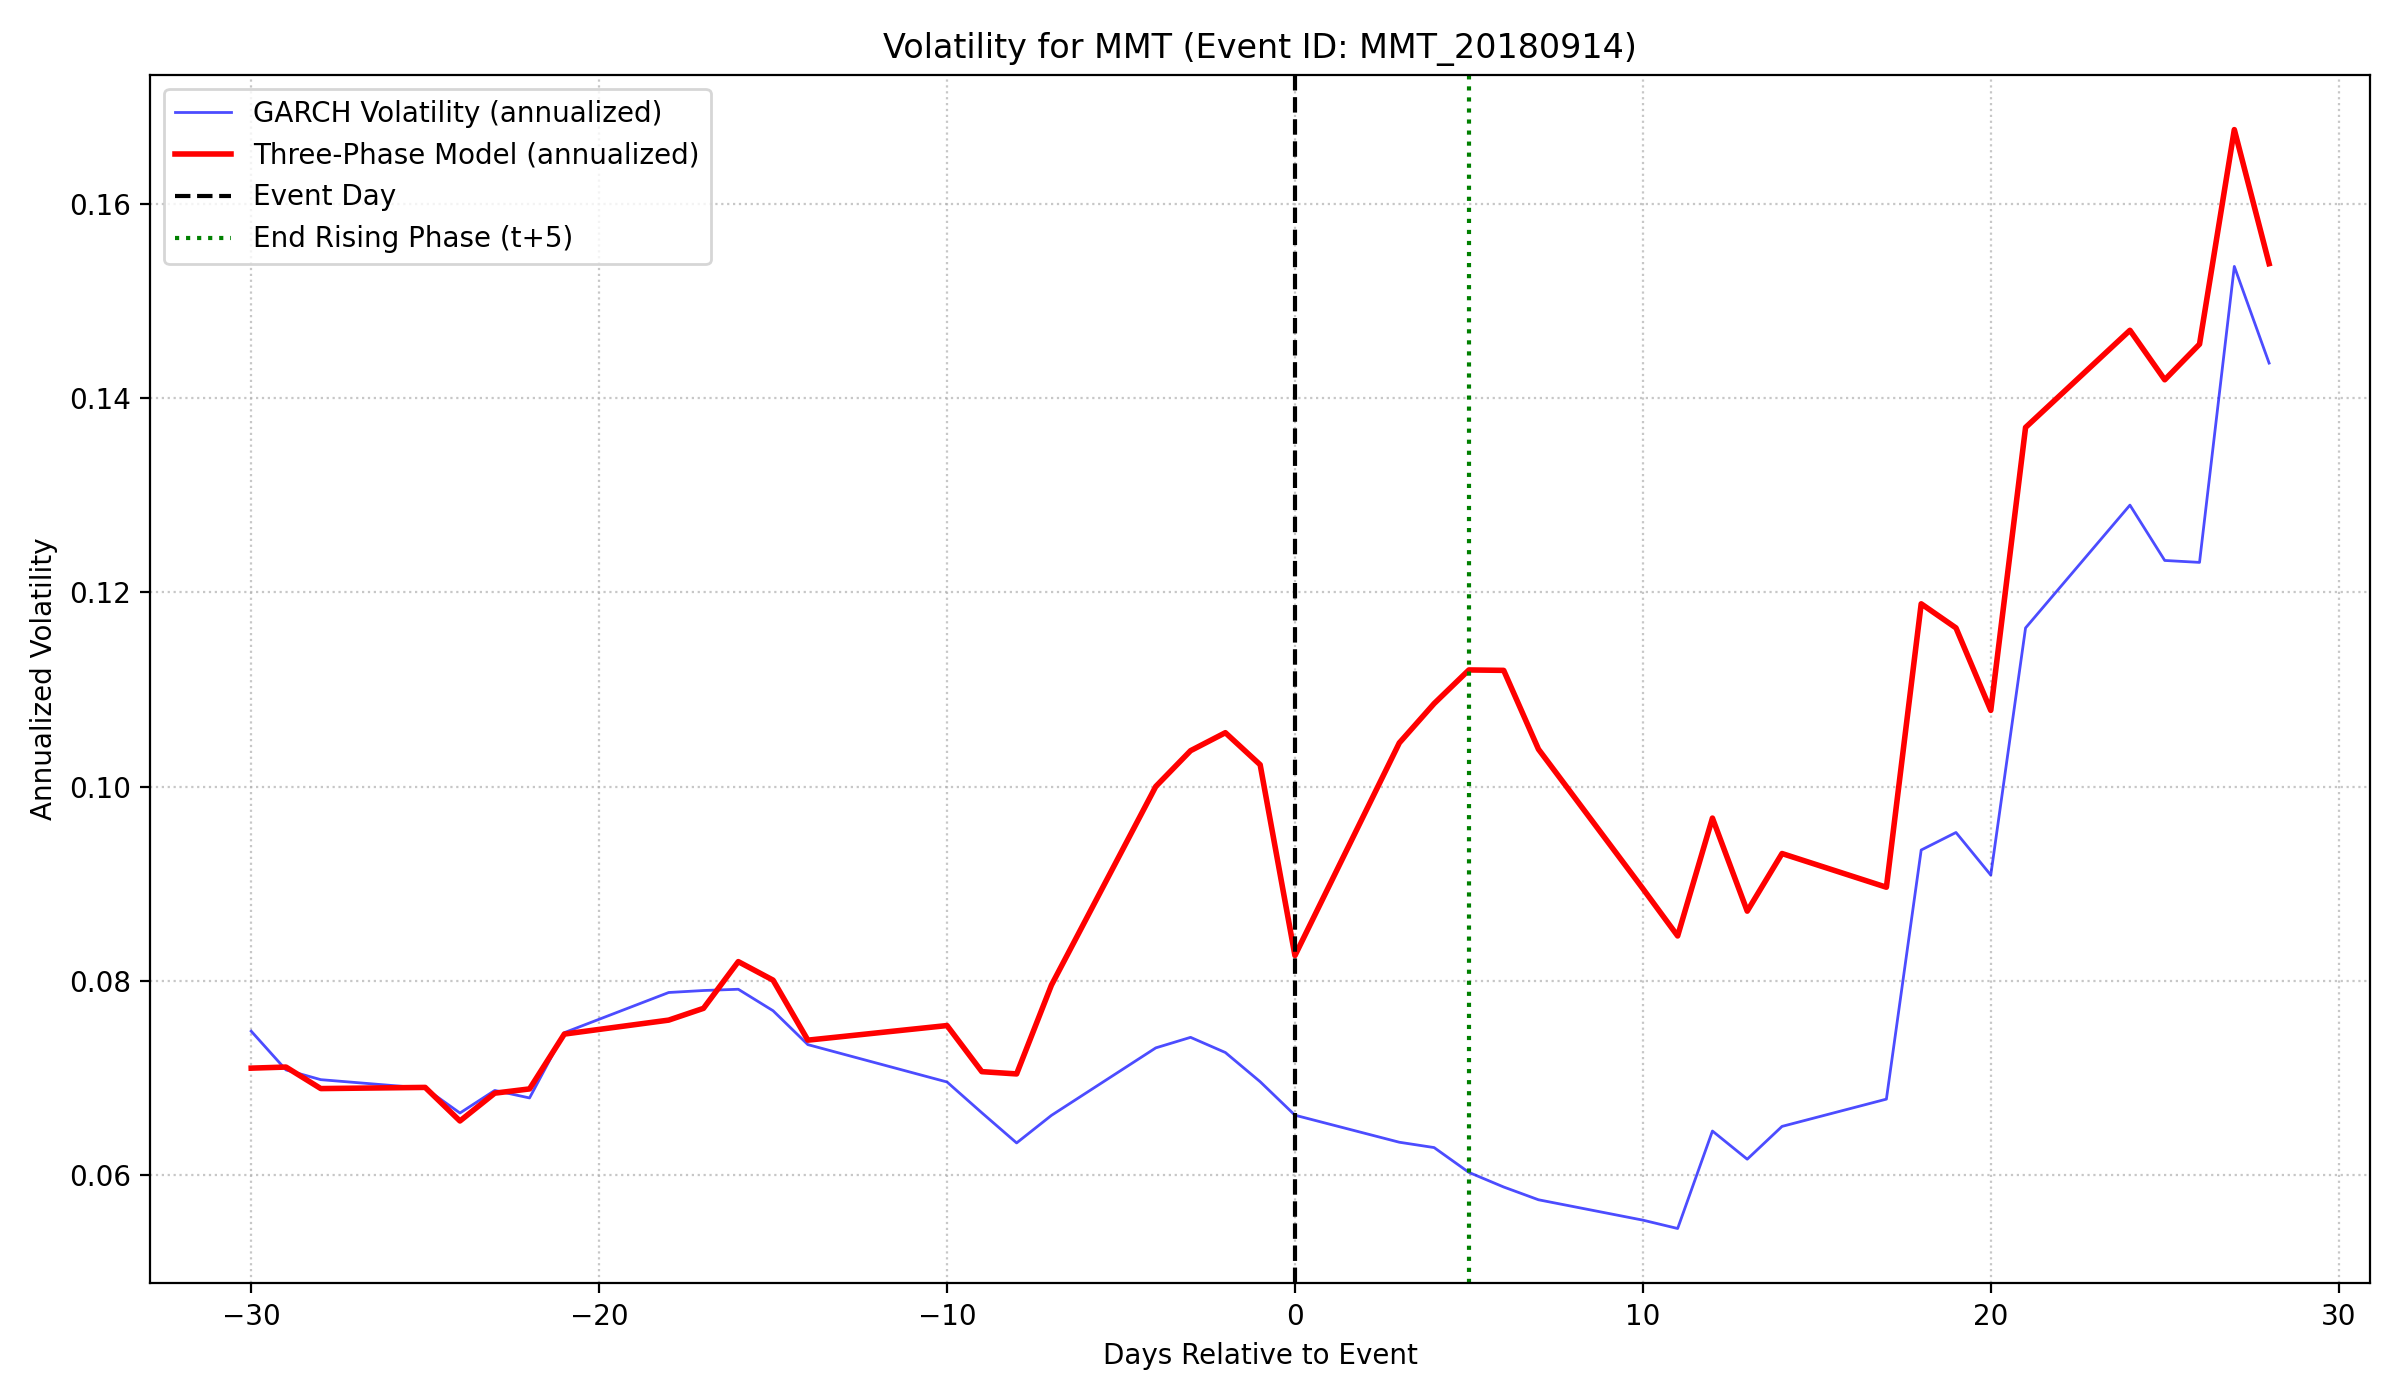 Volatility for MMT (Event ID: MMT_20180914)
GARCH Volatility (annualized)
Three-Phase Model (annualized)
Event Day
End Rising Phase (t+5)
Annualized Volatility
0.16
0.14
0.12
0.10
0.08
0.06
−30
−20
−10
0
10
20
30
Days Relative to Event